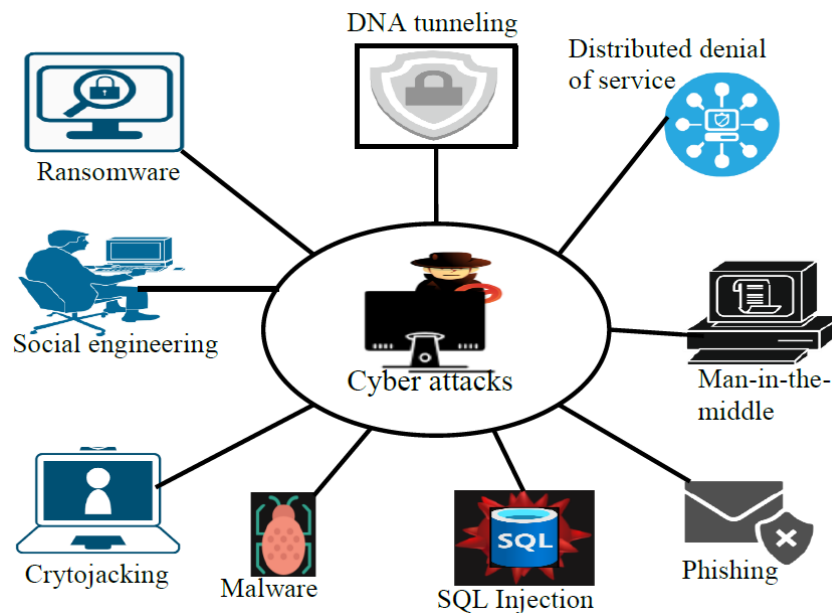 DNA tunneling
Distributed denial
of service
Ransomware
Social engineering
Cyber attacks
Man-in-the-
middle
Crytojacking
Malware
SQL
SQL Injection
Phishing